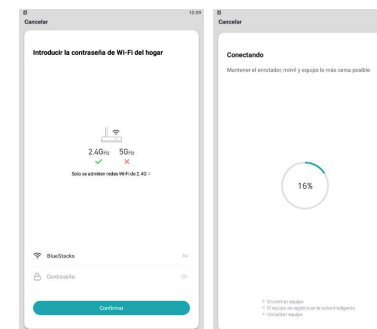 10:09
Cancelar
Introducir la contraseña de Wi-Fi del hogar
2.4GHz 5GHz
Solo se admiten redes Wi-Fi de 2.4G >
BlueStacks
Contraseña
Confirmar
Cancelar
Conectando
Mantener el enrutador, móvil y equipo lo más cerca posible
16%
Encontrar equipo
El equipo se registra en la nube inteligente
Inicializar equipo